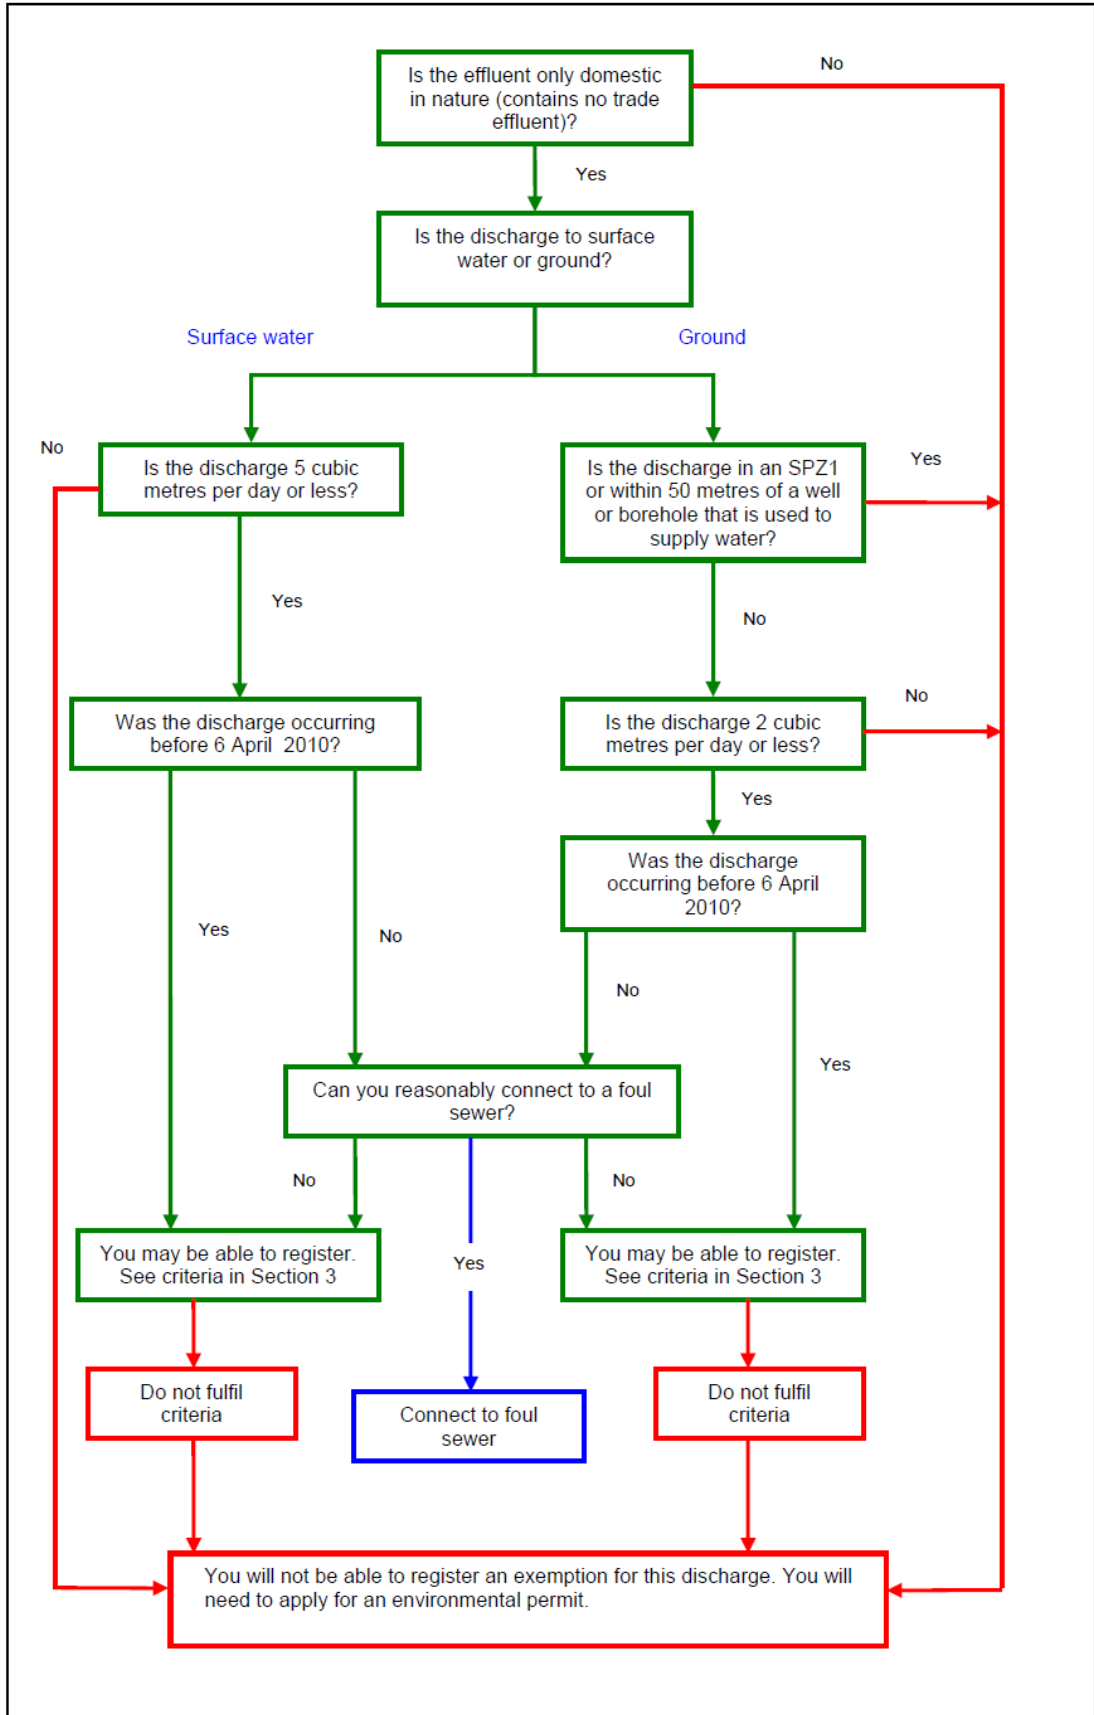 Is the effluent only domestic
in nature (contains no trade
effluent)?
No
Yes
Is the discharge to surface
water or ground?
Surface water
Ground
No
Is the discharge 5 cubic
metres per day or less?
Is the discharge in an SPZ1
or within 50 metres of a well
or borehole that is used to
supply water?
Yes
Yes
No
Was the discharge occurring
before 6 April  2010?
Is the discharge 2 cubic
metres per day or less?
No
Yes
Was the discharge
occurring before 6 April
2010?
Yes
No
No
Yes
Can you reasonably connect to a foul
sewer?
No
No
Yes
You may be able to register.
See criteria in Section 3
You may be able to register.
See criteria in Section 3
Do not fulfil
criteria
Connect to foul
sewer
Do not fulfil
criteria
You will not be able to register an exemption for this discharge. You will
need to apply for an environmental permit.